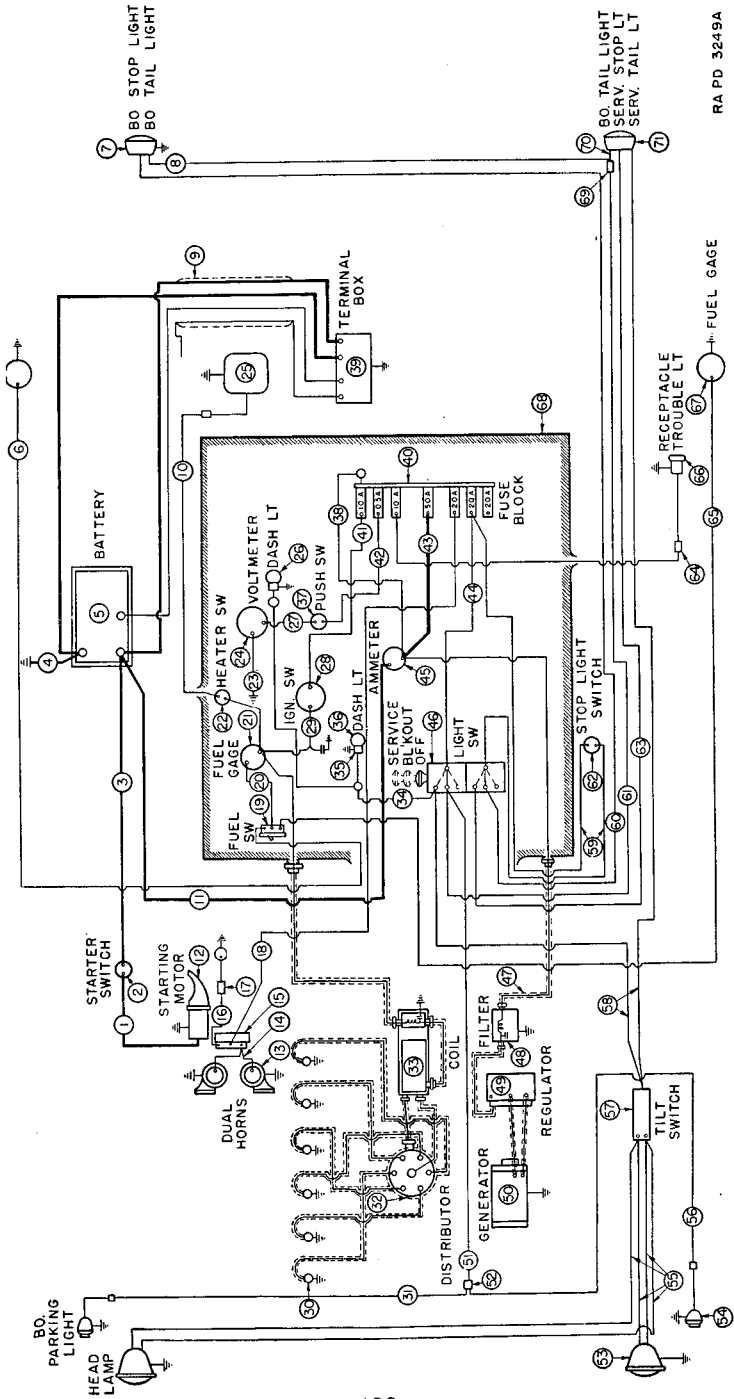 BO STOP LIGHT
BO TAIL LIGHT
7
8
BO. TAIL LIGHT
SERV. STOP LT
SERV. TAIL LT
70
69
71
RA PD 3249A
6
9
TERMINAL
BOX
39
25
10
BATTERY
5
4
3
11
STARTER
SWITCH
2
1
STARTING
MOTOR
12
16
17
18
15
14
13
DUAL
HORNS
68
40
FUSE
BLOCK
10A
0.5A
10A
50A
20A
20A
20A
38
41
42
43
44
VOLTMETER
24
23
DASH LT
26
27
PUSH SW
37
HEATER SW
22
FUEL
GAGE
21
20
19
FUEL
SW
IGN. SW
28
29
DASH LT
36
35
34
AMMETER
45
SERVICE
BL'KOUT
OFF
46
LIGHT
SW
STOP LIGHT
SWITCH
62
59
60
61
63
RECEPTACLE
TROUBLE LT
66
64
FUEL GAGE
67
65
COIL
33
DISTRIBUTOR
32
30
31
47
FILTER
48
REGULATOR
49
GENERATOR
50
51
52
BO.
PARKING
LIGHT
HEAD
LAMP
53
54
55
56
57
TILT
SWITCH
58